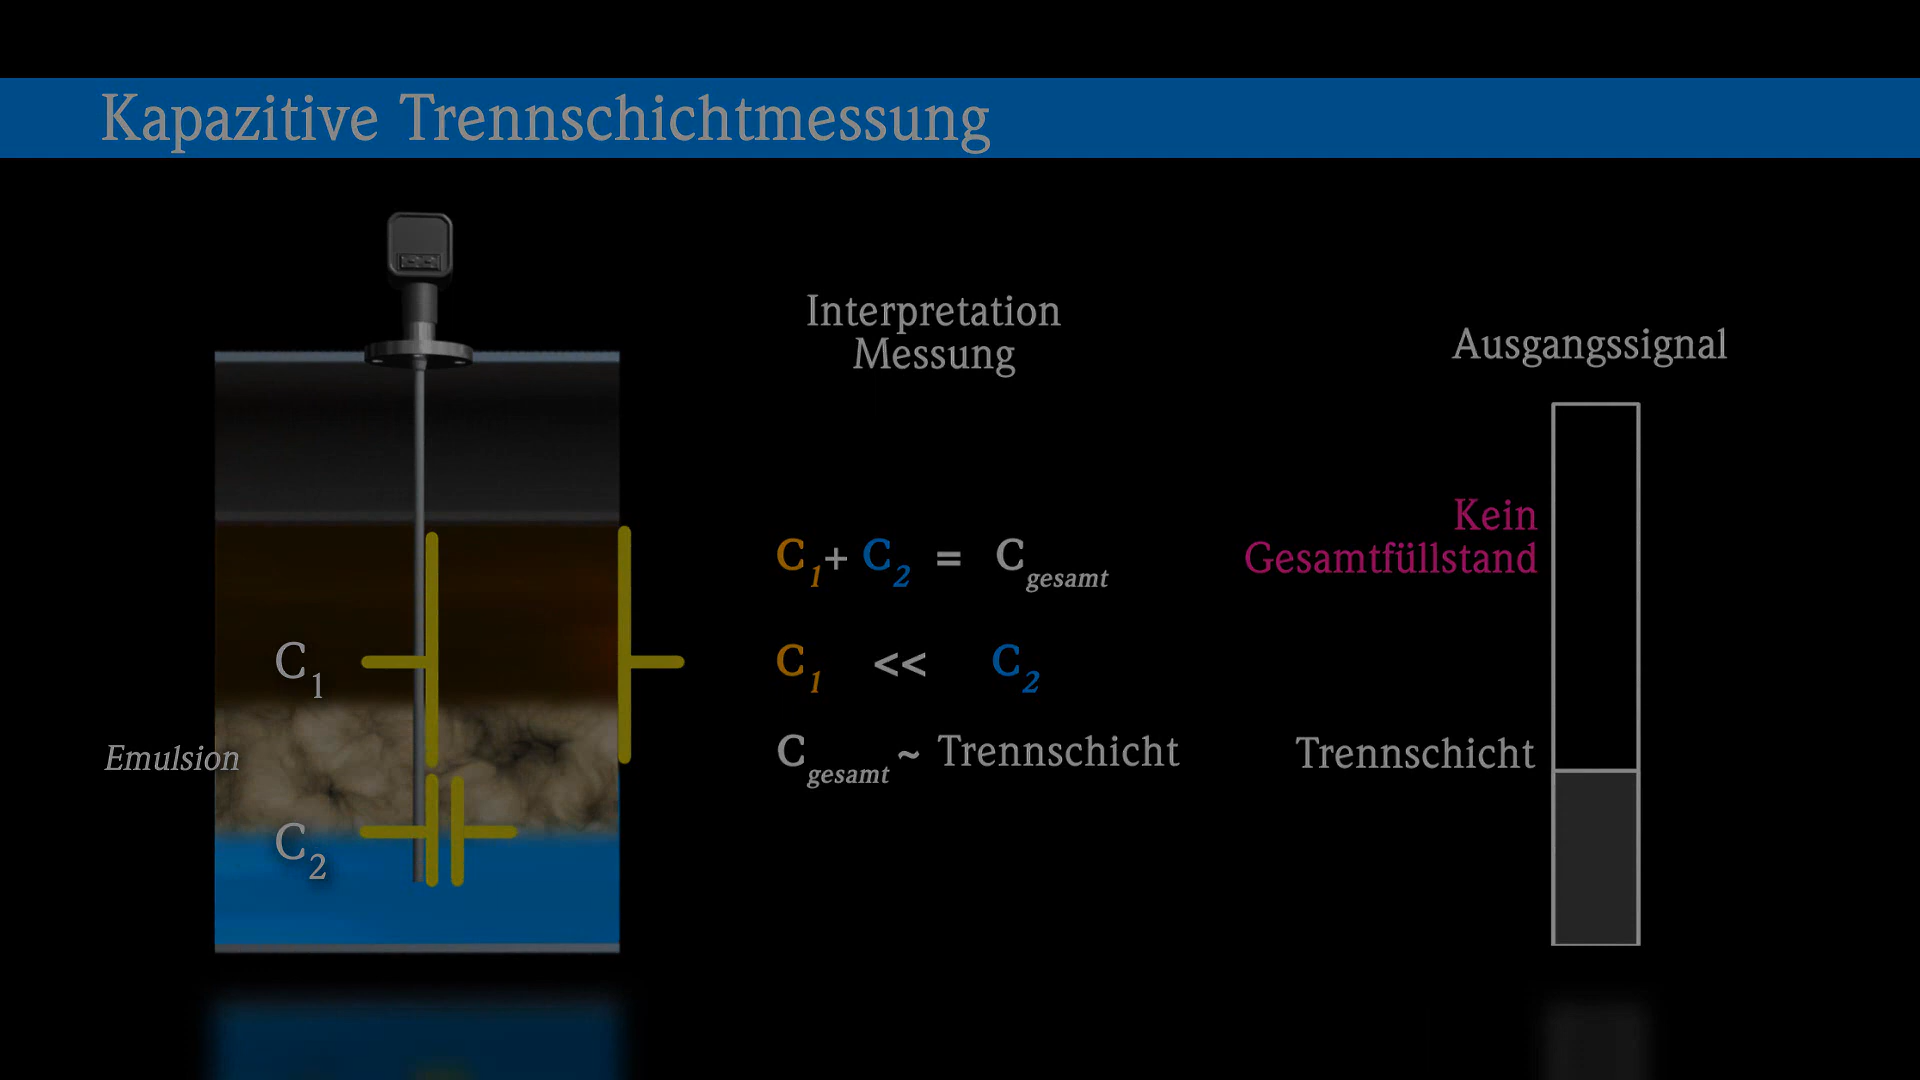 Kapazitive Trennschichtmessung
Interpretation
Messung
Ausgangssignal
Kein
Gesamtfüllstand
C1 + C2 = Cgesamt
C1 << C2
Cgesamt ~ Trennschicht
Trennschicht
C1
Emulsion
C2